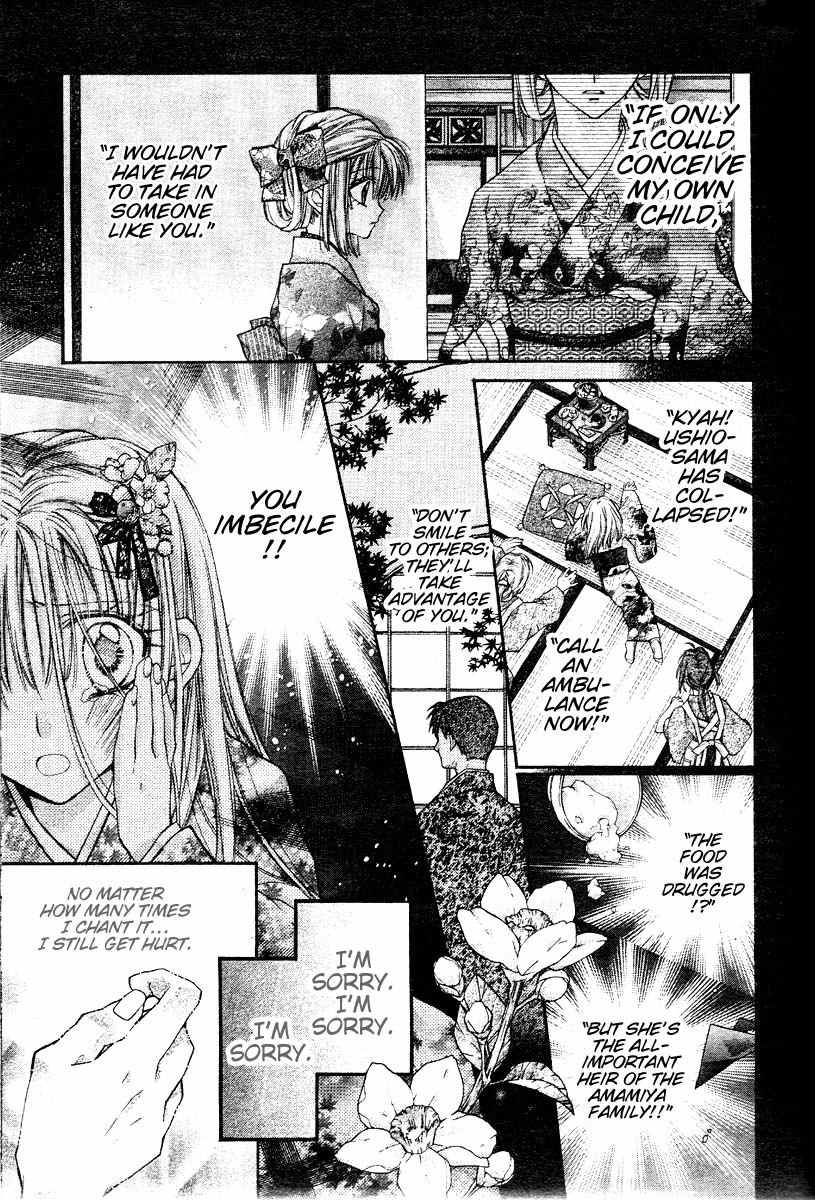 "IF ONLY
I COULD
CONCEIVE
MY OWN
CHILD,
"I WOULDN'T
HAVE HAD
TO TAKE IN
SOMEONE
LIKE YOU."
"KYAH!
USHIO-
SAMA
HAS
COL-
LAPSED!"
"CALL
AN
AMBU-
LANCE
NOW!"
"THE
FOOD
WAS
DRUGGED
!?"
"BUT SHE'S
THE ALL-
IMPORTANT
HEIR OF THE
AMAMIYA
FAMILY!!"
"DON'T
SMILE
TO OTHERS;
THEY'LL
TAKE
ADVANTAGE
OF YOU."
YOU
IMBECILE
!!
I'M
SORRY.
I'M
SORRY.
I'M
SORRY.
NO MATTER
HOW MANY TIMES
I CHANT IT...
I STILL GET HURT.